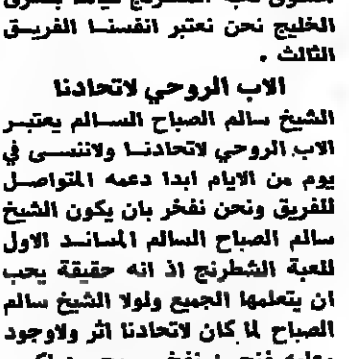 الخليج نحن نعتبر انفسنا الفريق
الثالث .
الاب الروحي لاتحادنا
الشيخ سالم الصباح السالم يعتبر
الاب الروحي لاتحادنا ولاننسى في
يوم من الايام ابدا دعمه المتواصل
للفريق ونحن نفخر بان يكون الشيخ
سالم الصباح السالم المساند الاول
للعبة الشطرنج اذ انه حقيقة يحب
ان يتعلمها الجميع ولولا الشيخ سالم
الصباح لما كان لاتحادنا اثر ولاوجود